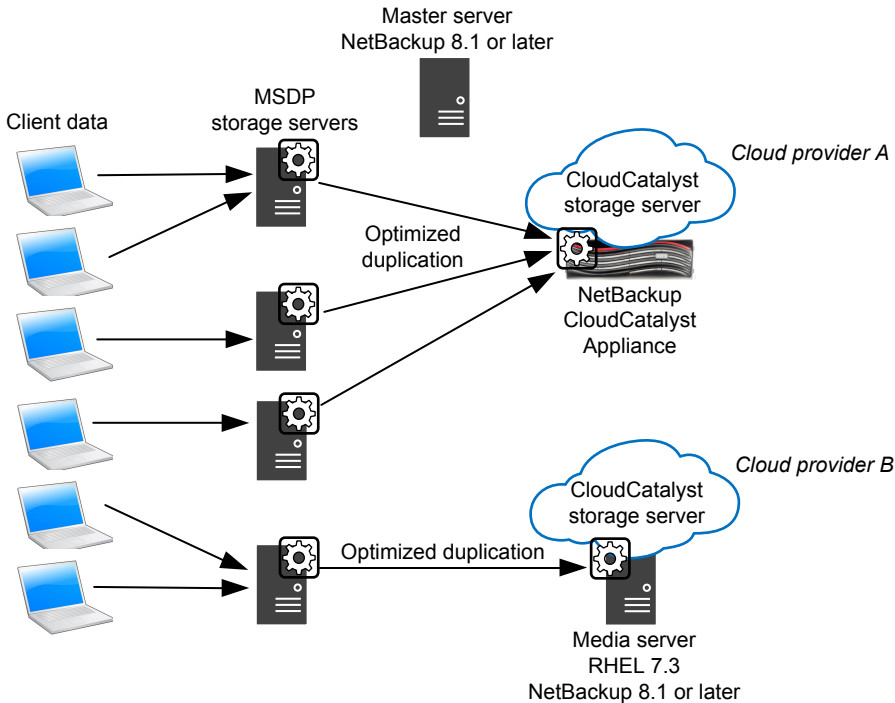 Master server
NetBackup 8.1 or later
MSDP
storage servers
Client data
Cloud provider A
CloudCatalyst
storage server
Optimized
duplication
NetBackup
CloudCatalyst
Appliance
Cloud provider B
CloudCatalyst
storage server
Optimized duplication
Media server
RHEL 7.3
NetBackup 8.1 or later